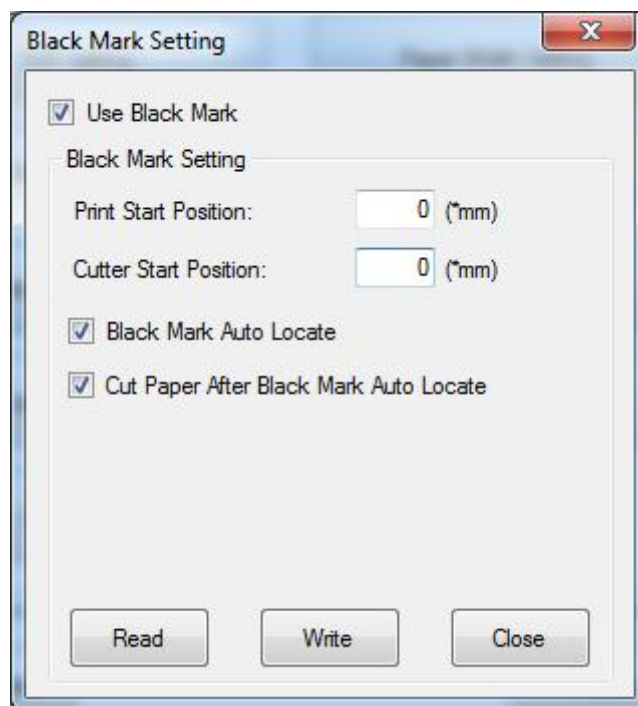 Black Mark Setting
Use Black Mark
Black Mark Setting
Print Start Position: 0 (*mm)
Cutter Start Position: 0 (*mm)
Black Mark Auto Locate
Cut Paper After Black Mark Auto Locate
Read Write Close